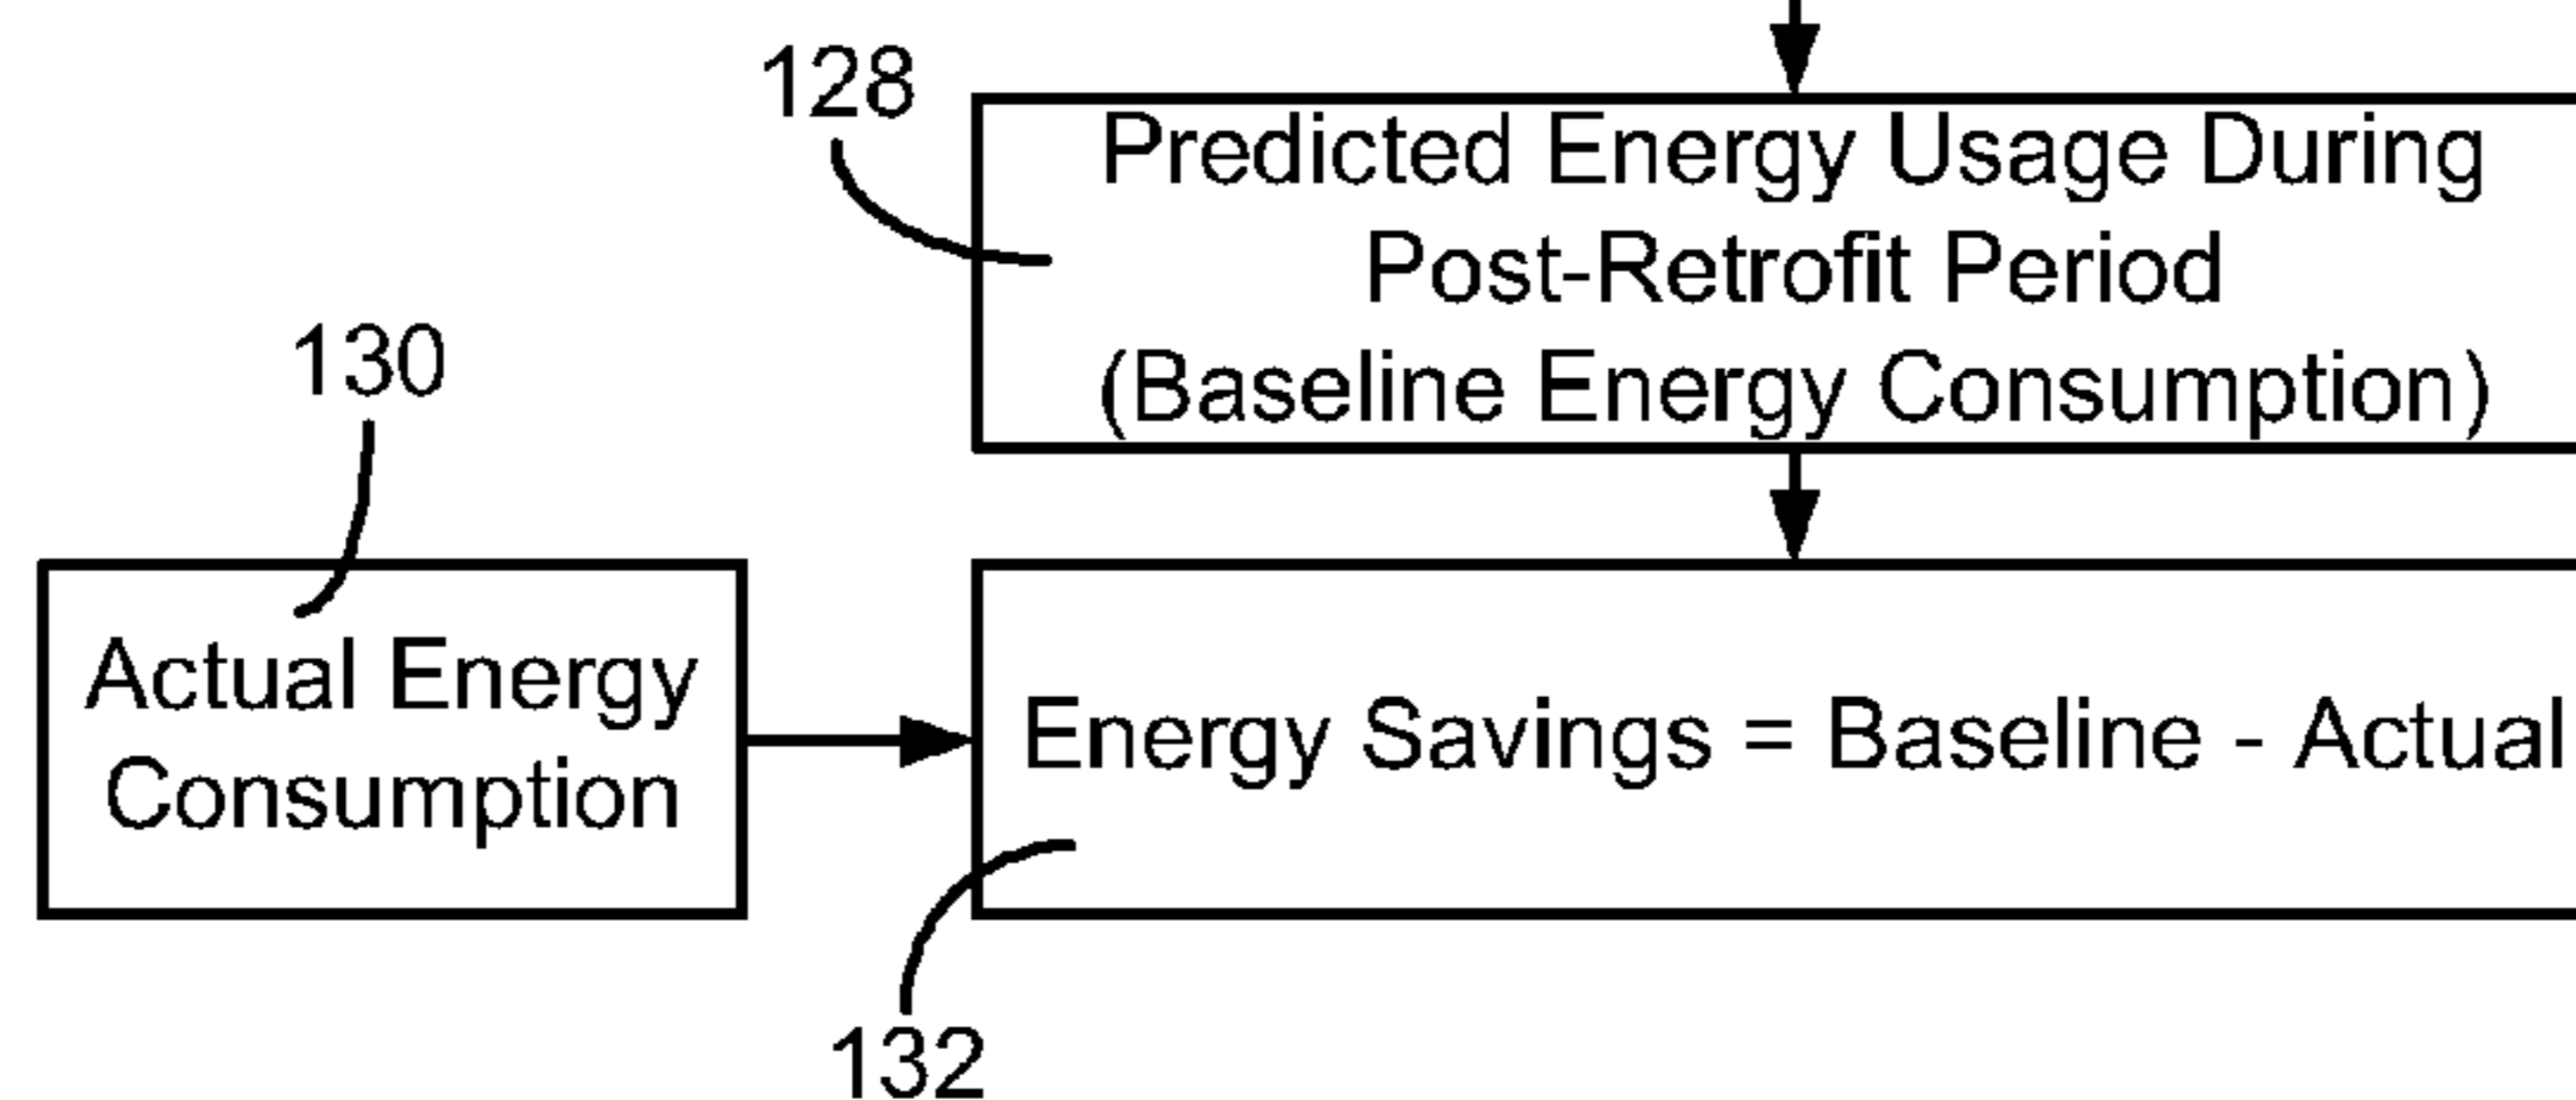 128
Predicted Energy Usage During
Post-Retrofit Period
(Baseline Energy Consumption)
130
Actual Energy
Consumption
Energy Savings = Baseline - Actual
132